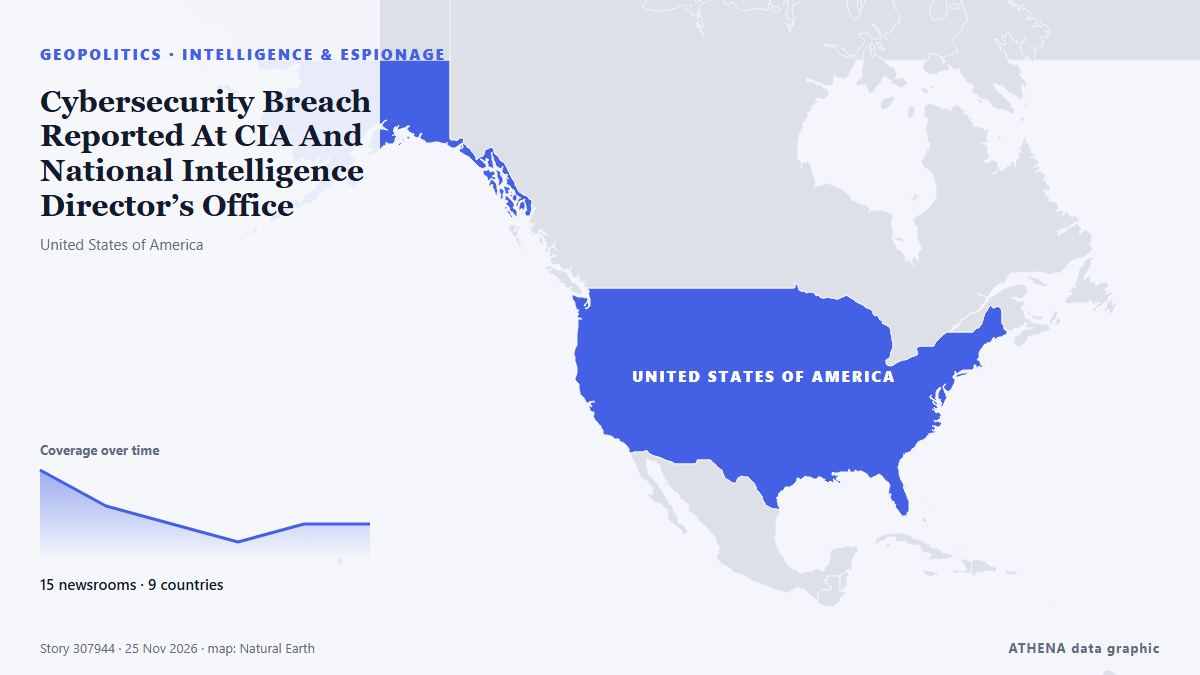 GEOPOLITICS · INTELLIGENCE & ESPIONAGE
Cybersecurity Breach
Reported At CIA And
National Intelligence
Director’s Office
United States of America
UNITED STATES OF AMERICA
Coverage over time
15 newsrooms · 9 countries
Story 307944 · 25 Nov 2026 · map: Natural Earth
ATHENA data graphic